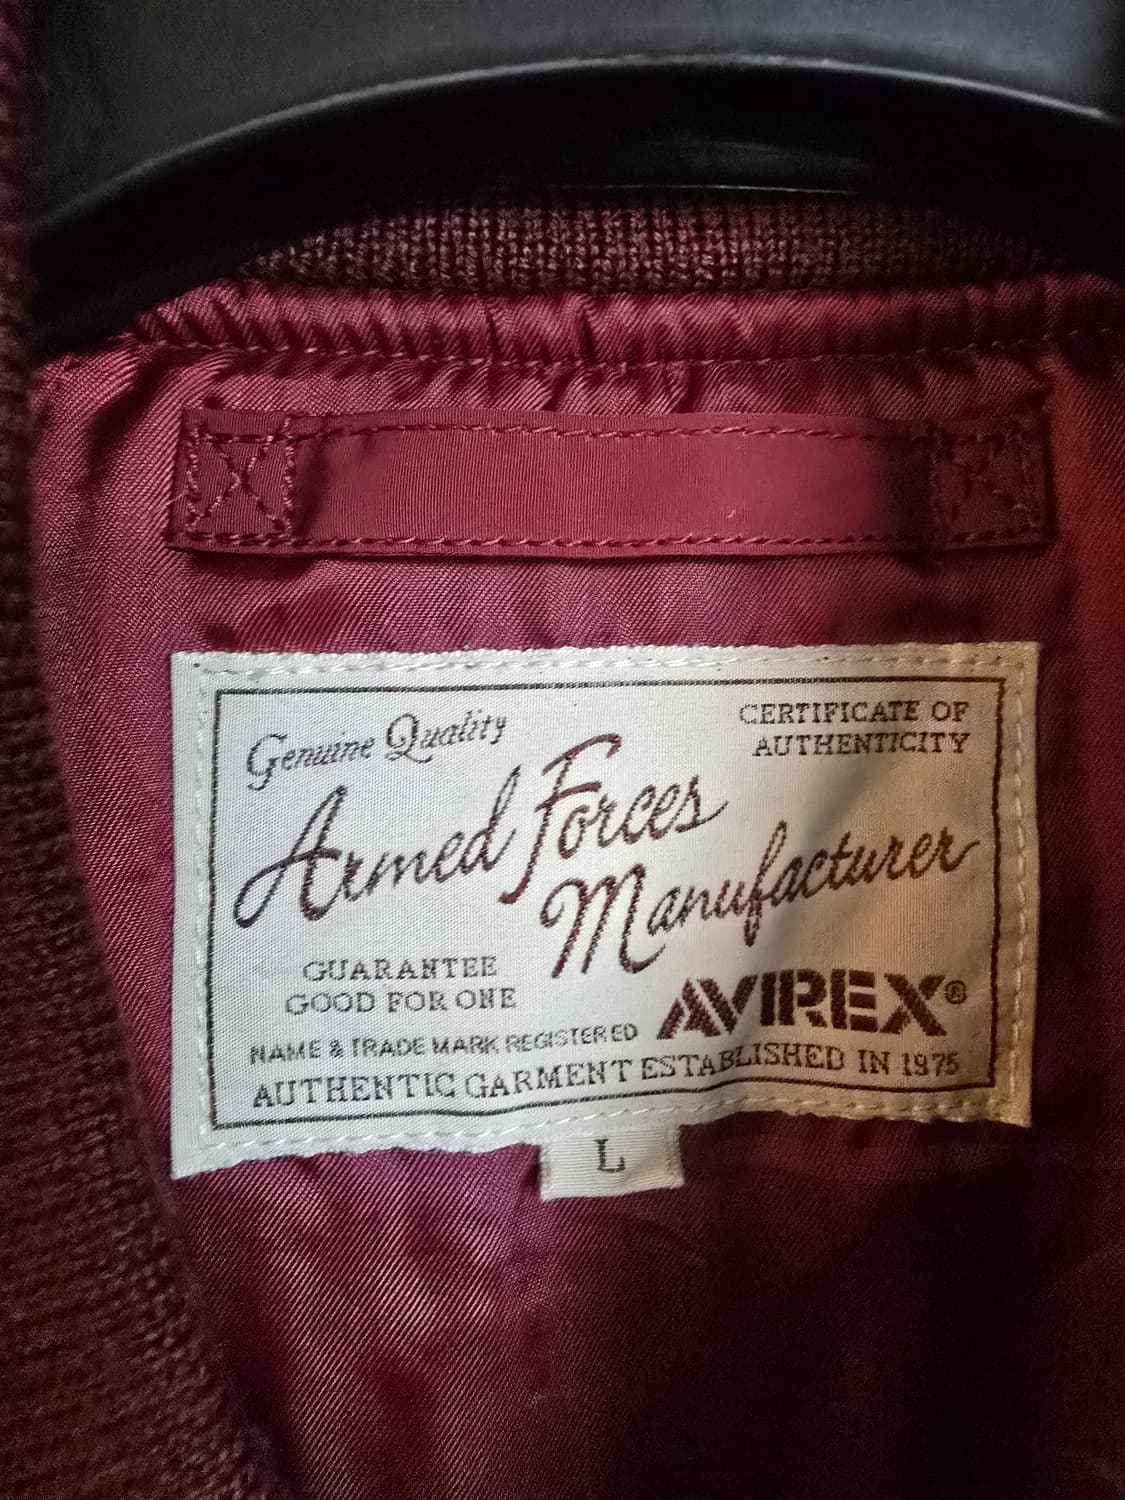 Genuine Quality
CERTIFICATE OF
AUTHENTICITY
Armed Forces
Manufacturer
GUARANTEE
GOOD FOR ONE
AVIREX®
NAME & TRADE MARK REGISTERED
AUTHENTIC GARMENT ESTABLISHED IN 1975
L